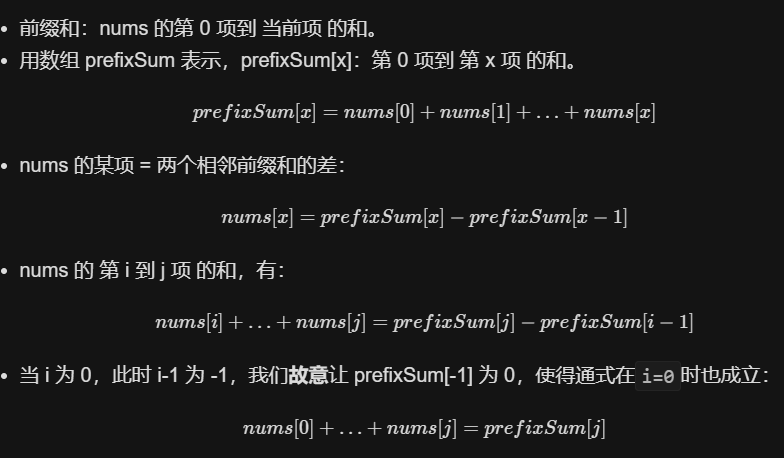 前缀和：nums 的第 0 项到 当前项 的和。
用数组 prefixSum 表示，prefixSum[x]：第 0 项到 第 x 项 的和。
prefixSum[x] = nums[0] + nums[1] + … + nums[x]
nums 的某项 = 两个相邻前缀和的差：
nums[x] = prefixSum[x] − prefixSum[x − 1]
nums 的 第 i 到 j 项 的和，有：
nums[i] + … + nums[j] = prefixSum[j] − prefixSum[i − 1]
当 i 为 0，此时 i-1 为 -1，我们故意让 prefixSum[-1] 为 0，使得通式在 i=0 时也成立：
nums[0] + … + nums[j] = prefixSum[j]